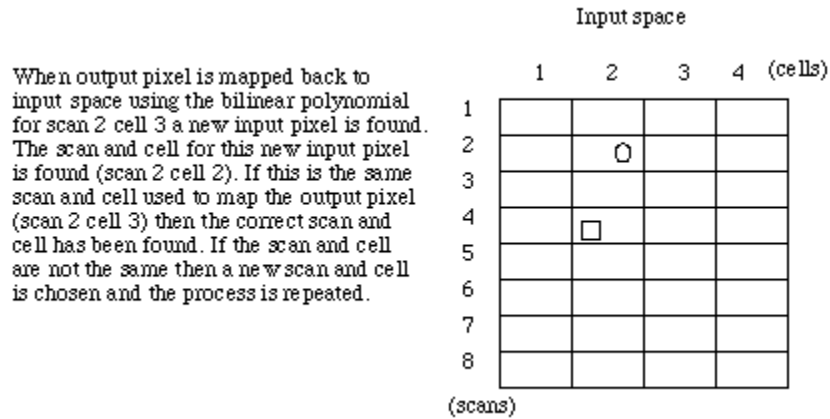 Input space
1 2 3 4 (cells)
When output pixel is mapped back to
input space using the bilinear polynomial
for scan 2 cell 3 a new input pixel is found.
The scan and cell for this new input pixel
is found (scan 2 cell 2). If this is the same
scan and cell used to map the output pixel
(scan 2 cell 3) then the correct scan and
cell has been found. If the scan and cell
are not the same then a new scan and cell
is chosen and the process is repeated.
1
2
3
4
5
6
7
8
(scans)